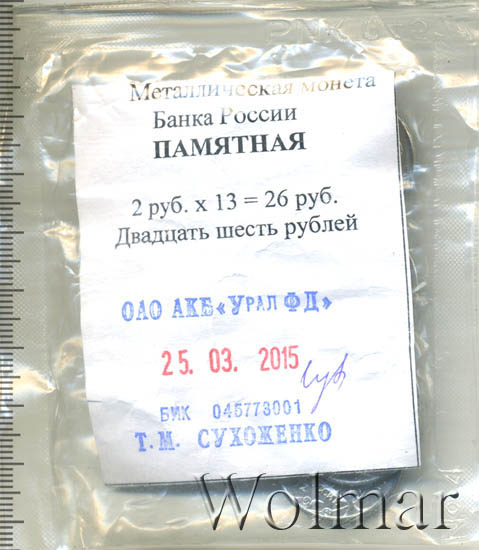 Металлическая монета
Банка России
ПАМЯТНАЯ
2 руб. х 13 = 26 руб.
Двадцать шесть рублей
ОАО АКБ «УРАЛ ФД»
25. 03. 2015
БИК 045773001
Т.М. СУХОЖЕНКО
Wolmar